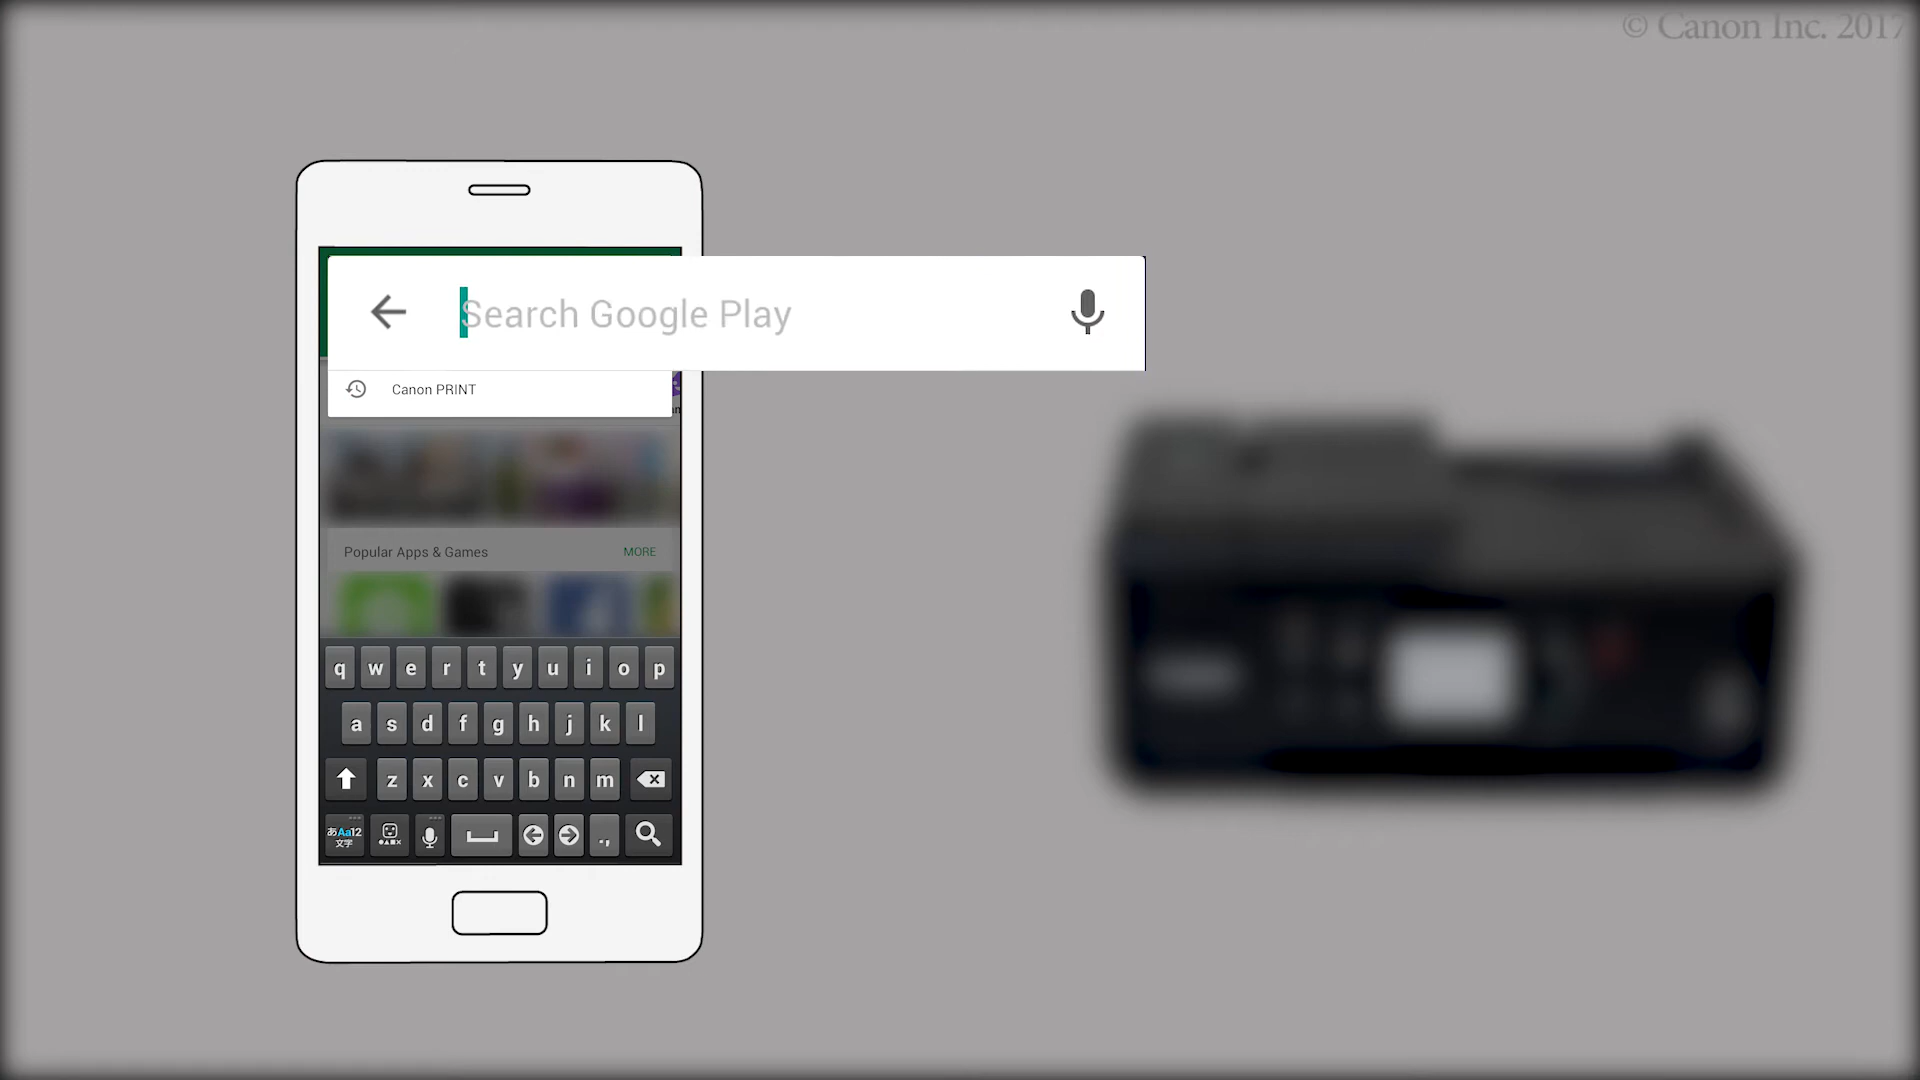 © Canon Inc. 2017
Search Google Play
Canon PRINT
Popular Apps & Games MORE
q w e r t y u i o p
a s d f g h j k l
z x c v b n m
あAa12 . ,
文字